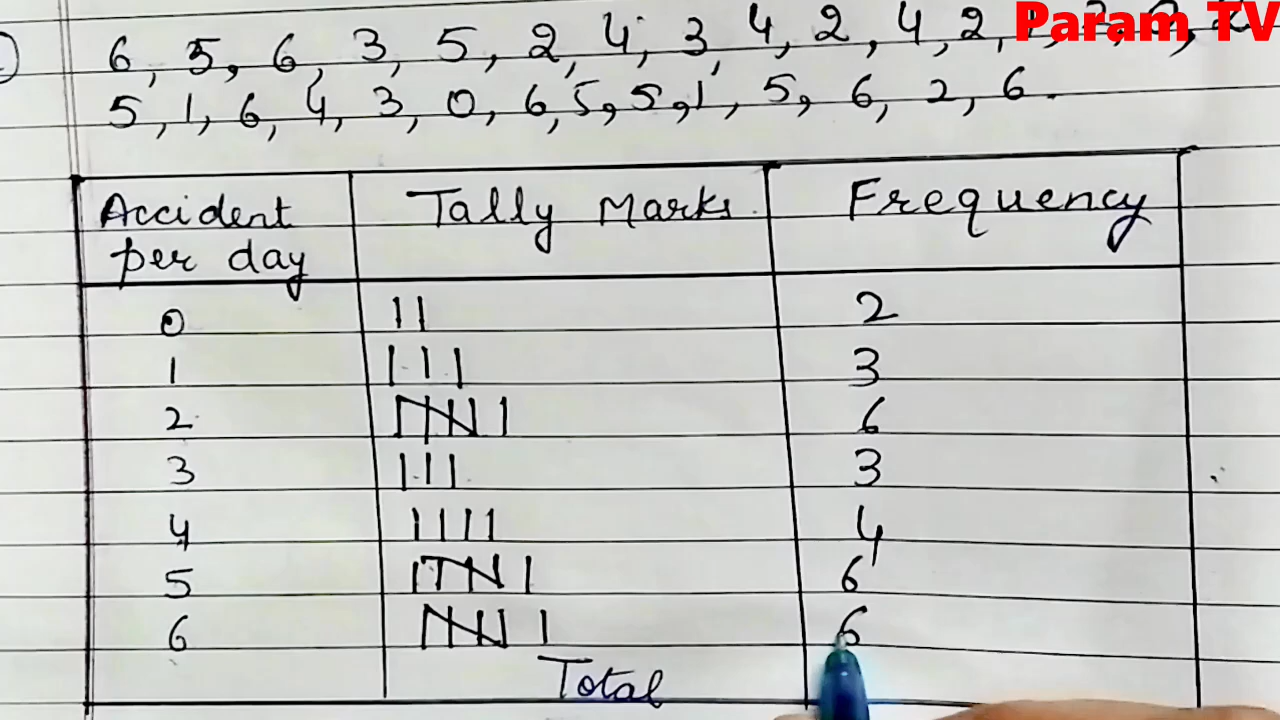 Param TV
6, 5, 6, 3, 5, 2, 4, 3, 4, 2, 4, 2,
5, 1, 6, 4, 3, 0, 6, 5, 5, 1, 5, 6, 2, 6.
Accident per day Tally Marks Frequency
0 || 2
1 ||| 3
2 |||| | 6
3 ||| 3
4 |||| 4
5 |||| | 6
6 |||| | 6
Total